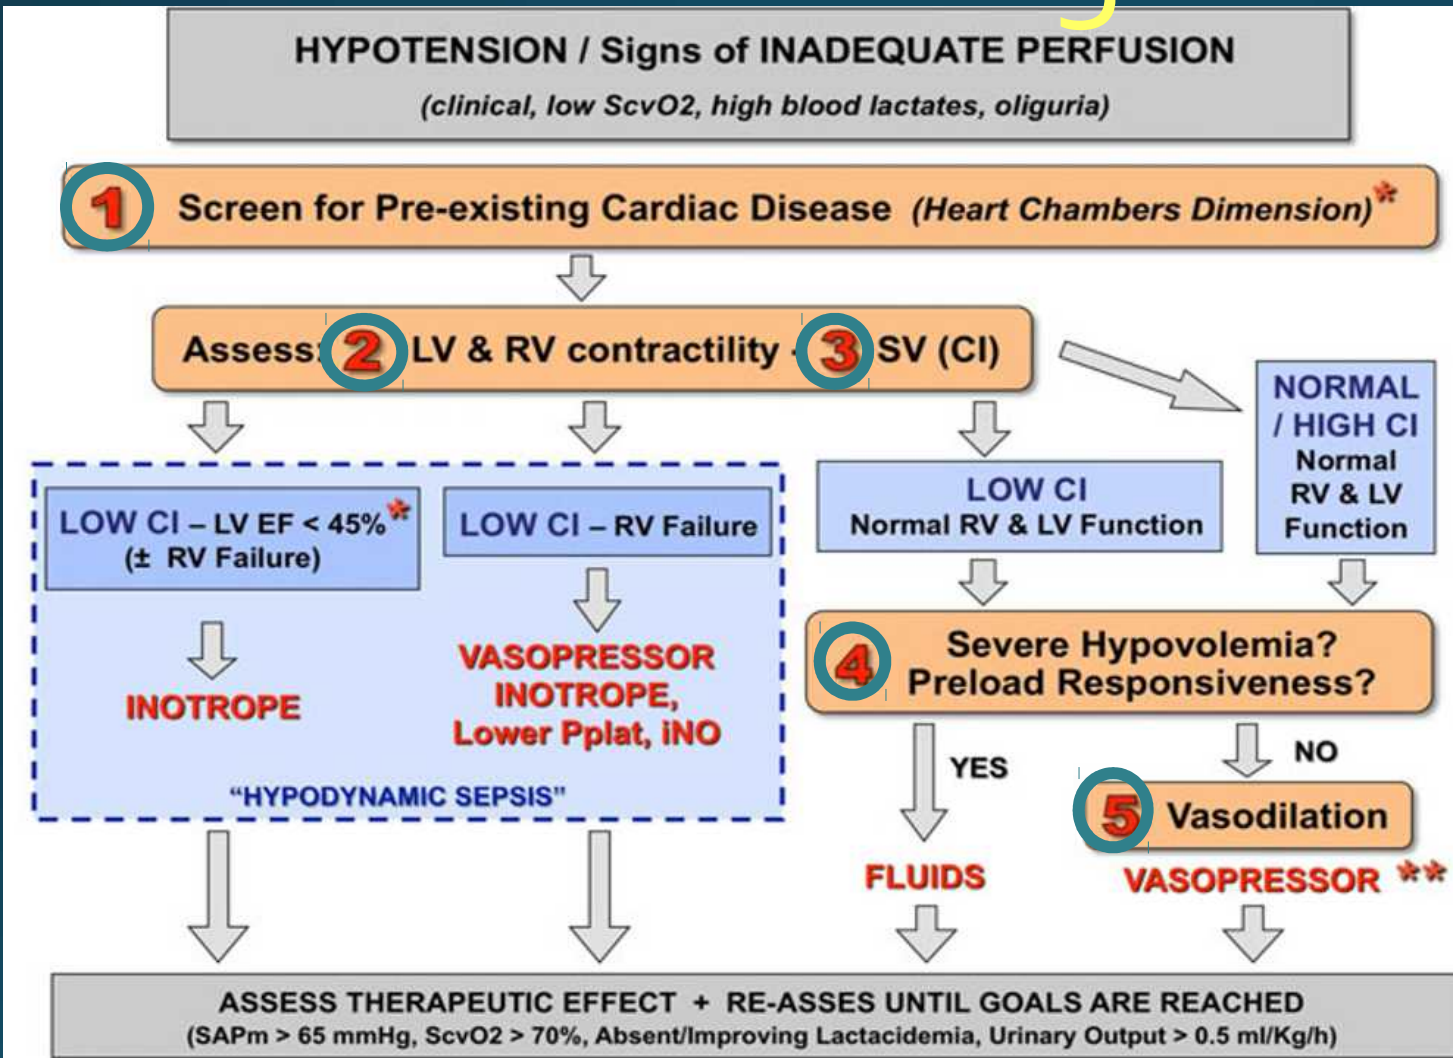 HYPOTENSION / Signs of INADEQUATE PERFUSION
(clinical, low ScvO2, high blood lactates, oliguria)
1 Screen for Pre-existing Cardiac Disease (Heart Chambers Dimension)*
Assess: 2 LV & RV contractility - 3 SV (CI)
LOW CI – LV EF < 45%*
(± RV Failure)
INOTROPE
LOW CI – RV Failure
VASOPRESSOR
INOTROPE,
Lower Pplat, iNO
"HYPODYNAMIC SEPSIS"
LOW CI
Normal RV & LV Function
NORMAL
/ HIGH CI
Normal
RV & LV
Function
4 Severe Hypovolemia?
Preload Responsiveness?
YES
NO
FLUIDS
5 Vasodilation
VASOPRESSOR **
ASSESS THERAPEUTIC EFFECT + RE-ASSES UNTIL GOALS ARE REACHED
(SAPm > 65 mmHg, ScvO2 > 70%, Absent/Improving Lactacidemia, Urinary Output > 0.5 ml/Kg/h)